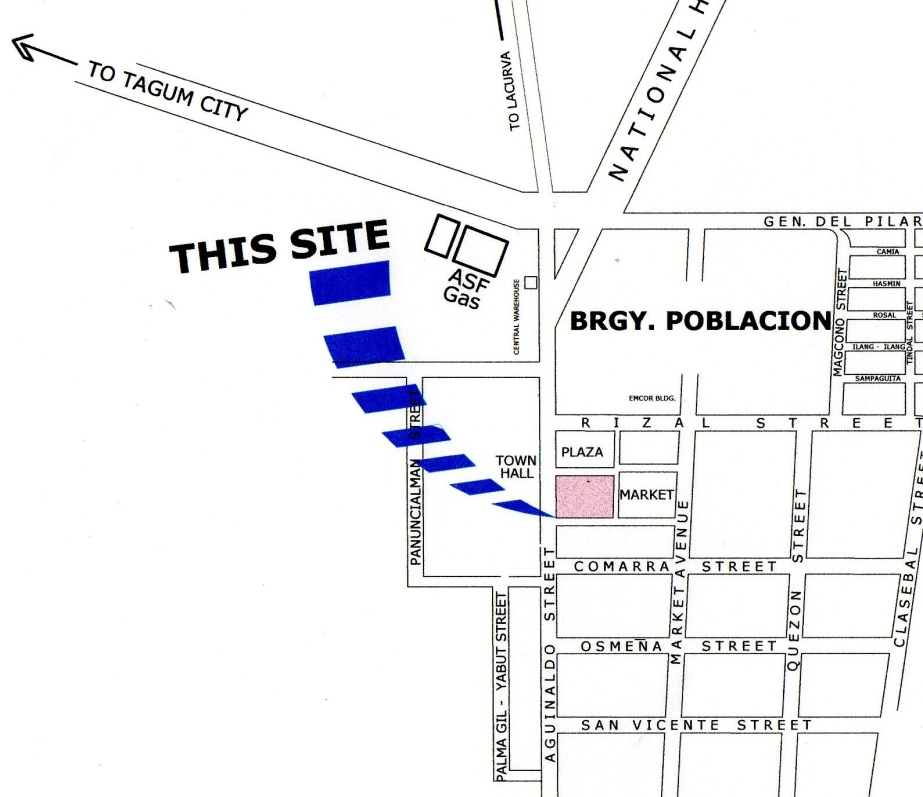 TO TAGUM CITY
TO LACURVA
NATIONAL H
THIS SITE
ASF
Gas
CENTRAL WAREHOUSE
GEN. DEL PILAR
CAMIA
HASMIN
ROSAL
ILANG - ILANG
SAMPAGUITA
MAGCONO STREET
TINDAL STREET
BRGY. POBLACION
EMCOR BLDG.
RIZAL STREET
PLAZA
TOWN
HALL
MARKET
PANUNCIALMAN STREET
COMARRA STREET
MARKET AVENUE
QUEZON STREET
CLASEBAL STREET
OSMEÑA STREET
AGUINALDO STREET
PALMA GIL - YABUT STREET
SAN VICENTE STREET